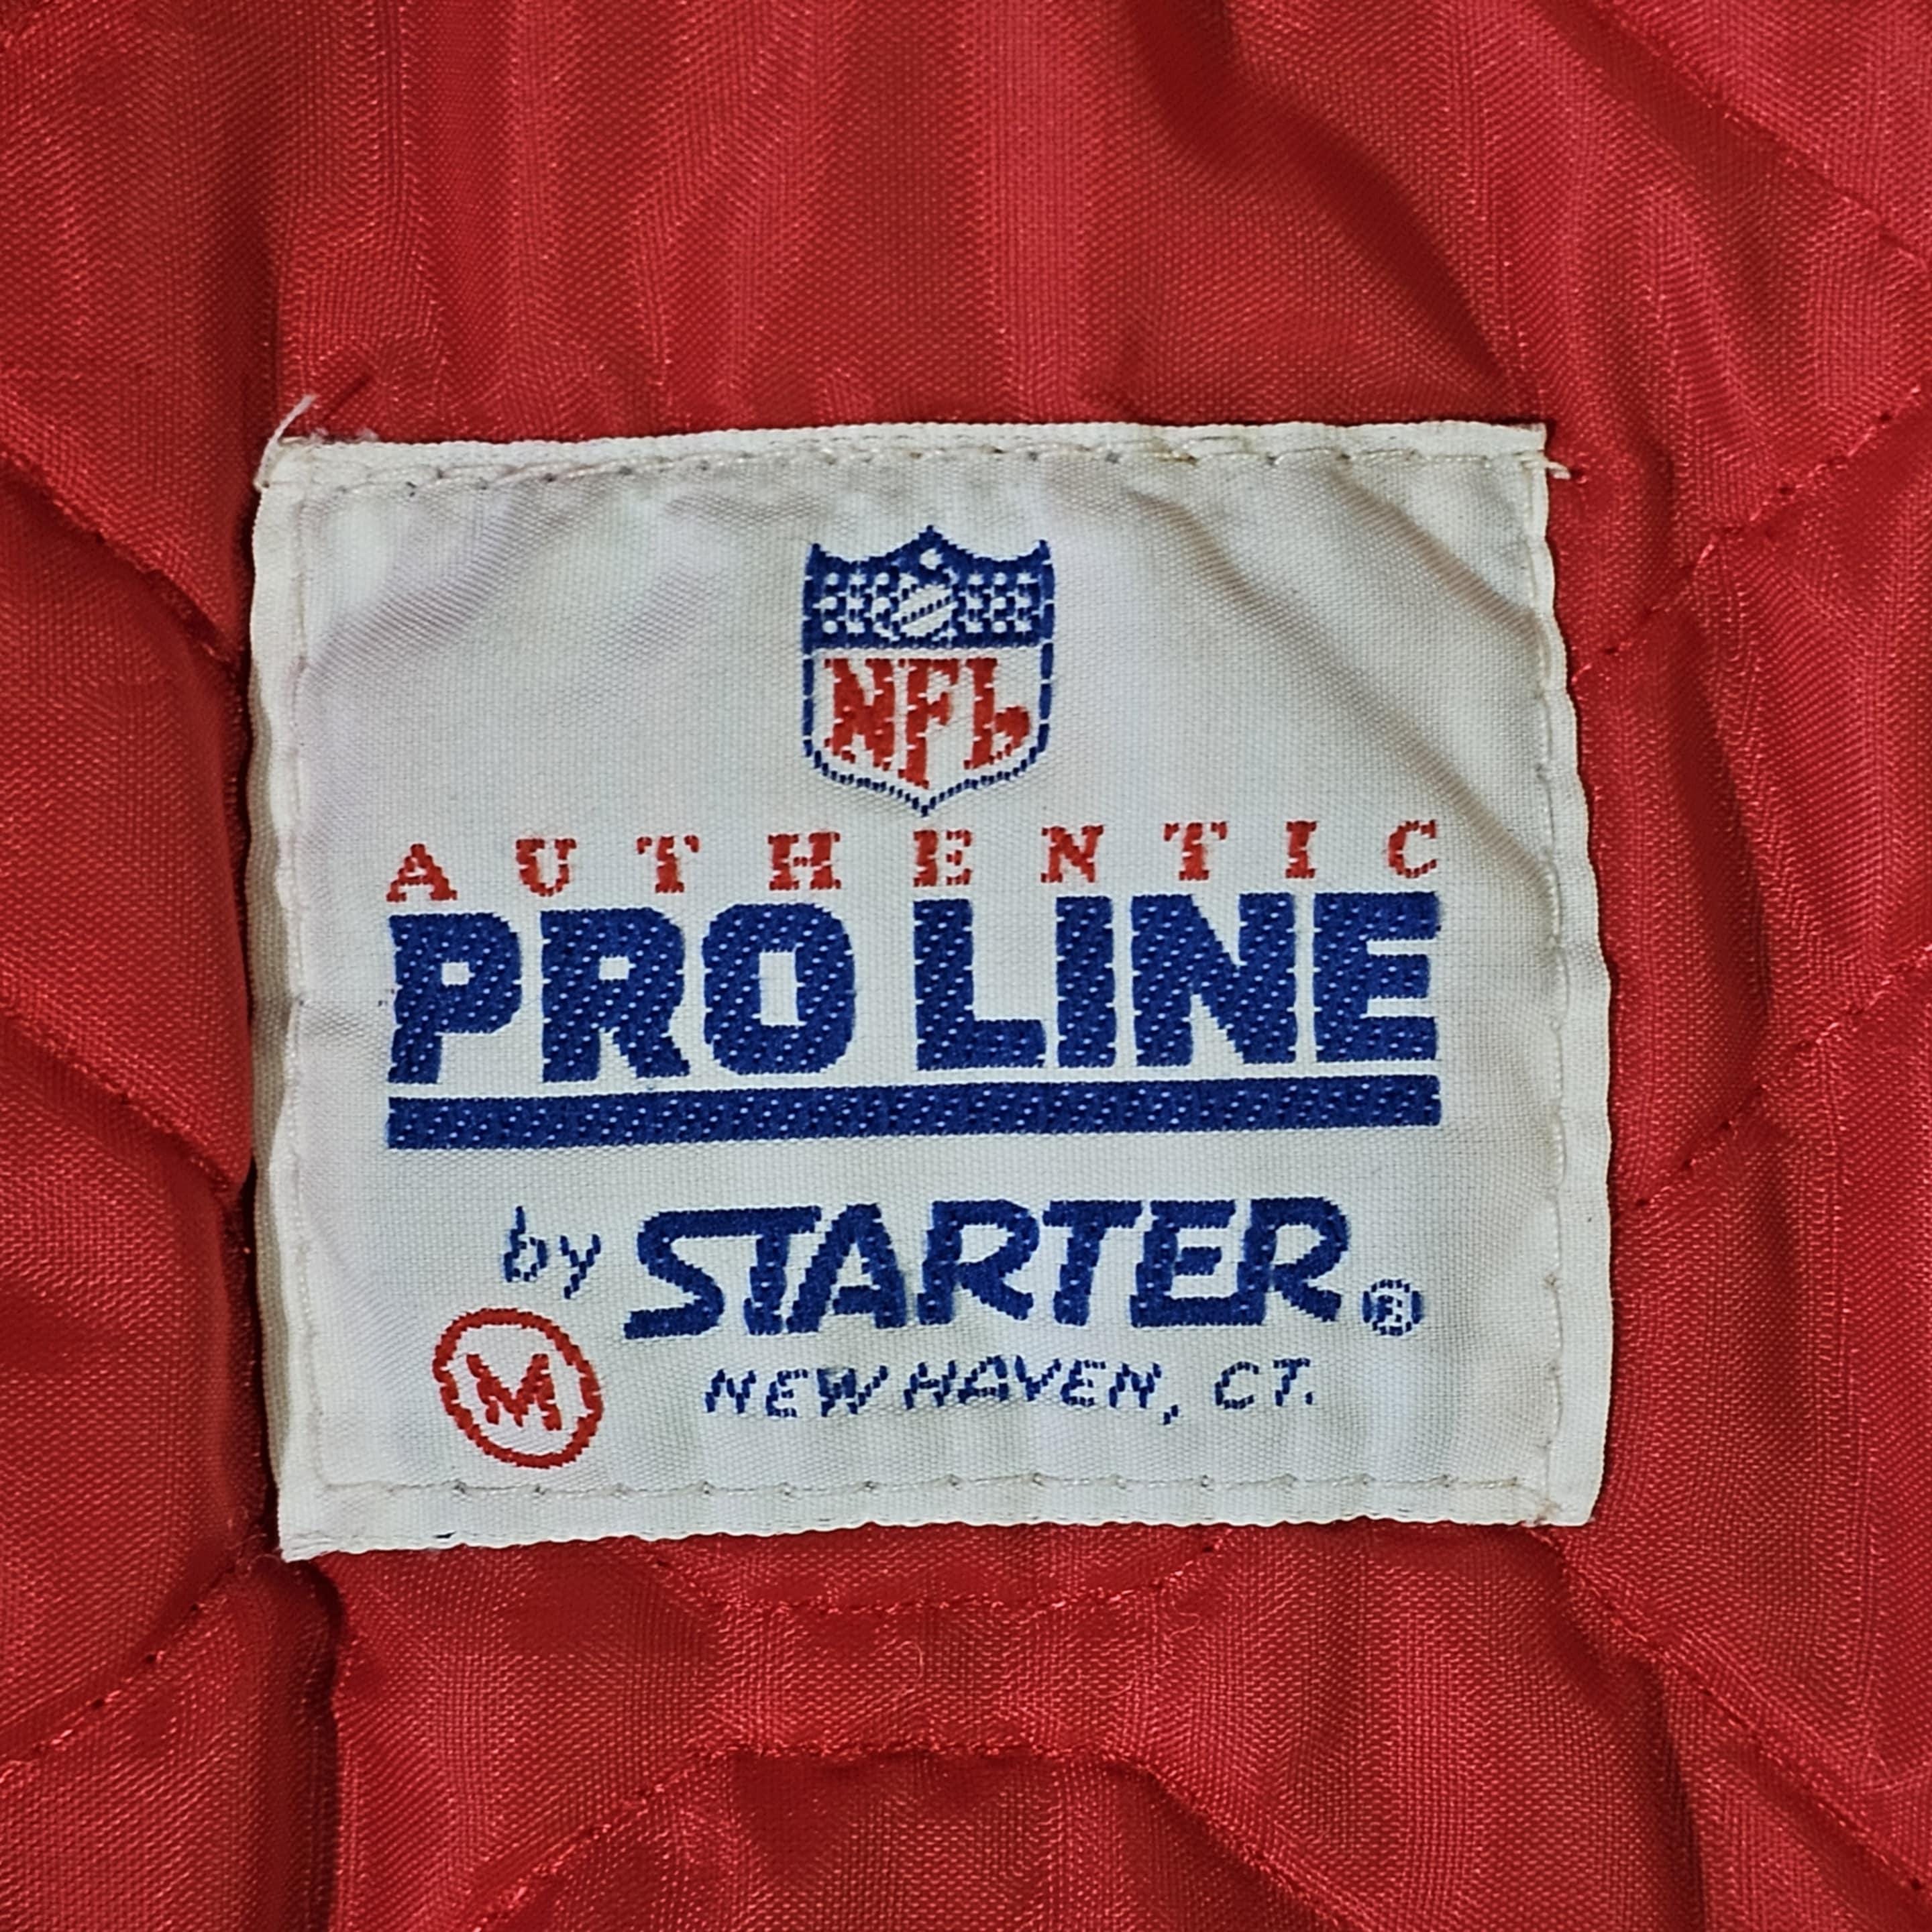 NFL
AUTHENTIC
PRO LINE
by STARTER®
M
NEW HAVEN, CT.